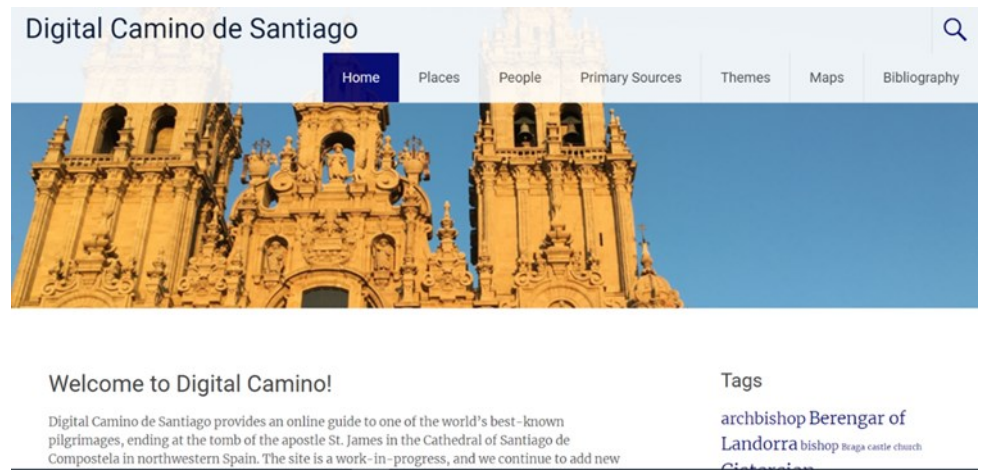 Digital Camino de Santiago
Home Places People Primary Sources Themes Maps Bibliography
Welcome to Digital Camino!
Digital Camino de Santiago provides an online guide to one of the world's best-known
pilgrimages, ending at the tomb of the apostle St. James in the Cathedral of Santiago de
Compostela in northwestern Spain. The site is a work-in-progress, and we continue to add new
Tags
archbishop Berengar of
Landorra bishop Braga castle church
Cistercian